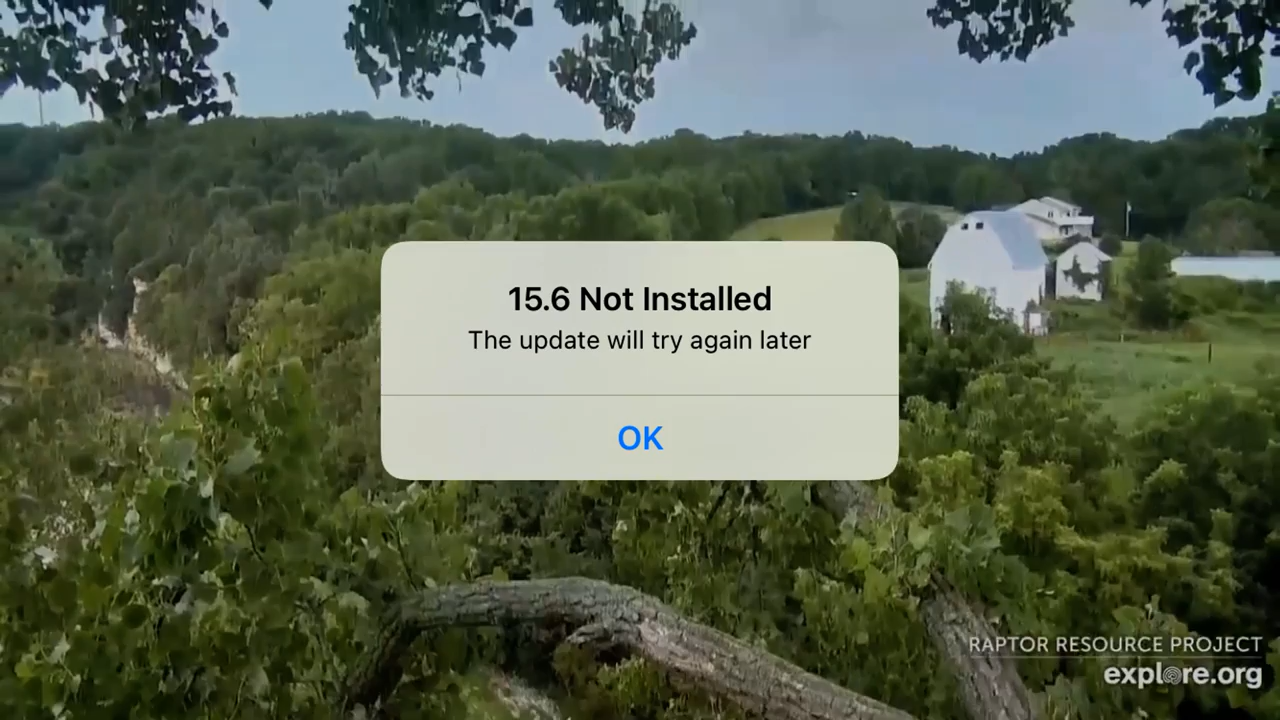 15.6 Not Installed
The update will try again later
OK
RAPTOR RESOURCE PROJECT
explore.org